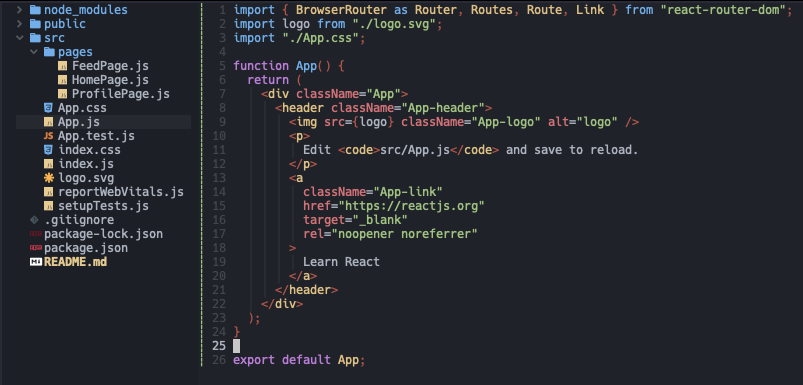 node_modules
public
src
pages
FeedPage.js
HomePage.js
ProfilePage.js
App.css
App.js
JS App.test.js
index.css
index.js
logo.svg
reportWebVitals.js
setupTests.js
.gitignore
package-lock.json
package.json
README.md
1 import { BrowserRouter as Router, Routes, Route, Link } from "react-router-dom";
2 import logo from "./logo.svg";
3 import "./App.css";
4
5 function App() {
6 return (
7 <div className="App">
8 <header className="App-header">
9 <img src={logo} className="App-logo" alt="logo" />
10 <p>
11 Edit <code>src/App.js</code> and save to reload.
12 </p>
13 <a
14 className="App-link"
15 href="https://reactjs.org"
16 target="_blank"
17 rel="noopener noreferrer"
18 >
19 Learn React
20 </a>
21 </header>
22 </div>
23 );
24 }
25
26 export default App;